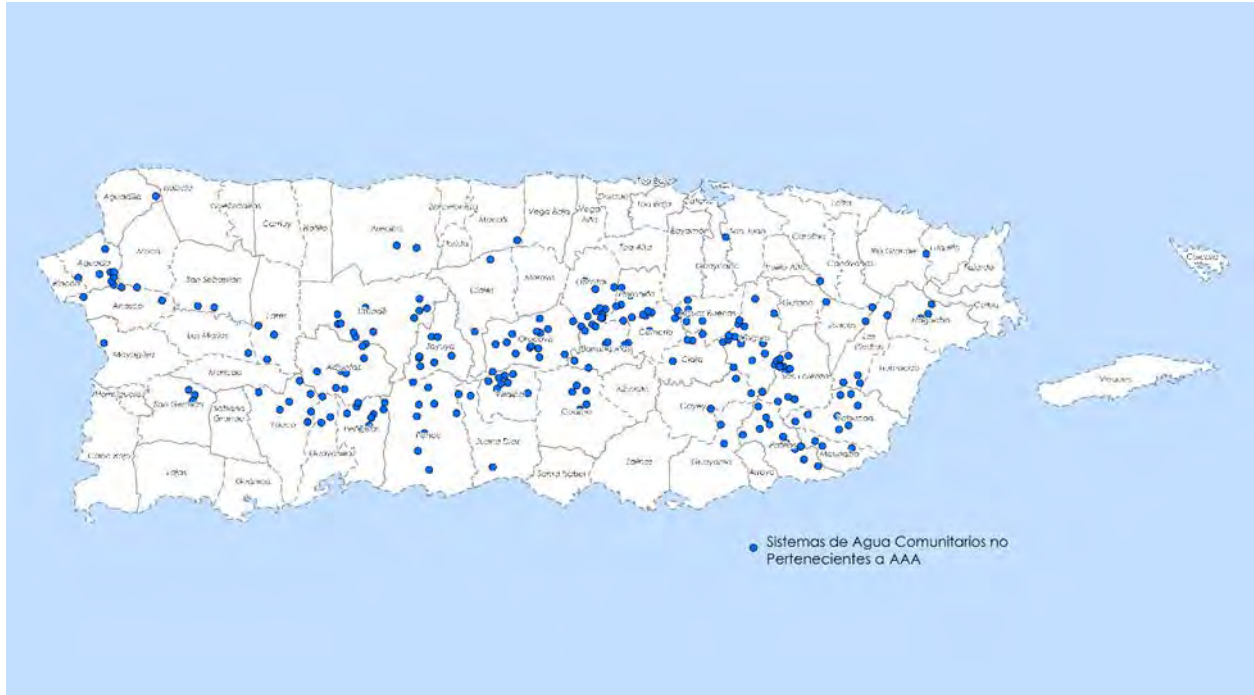 Toa Baja
Isabela
Aguadilla
Quebradillas
Camuy
Hatillo
Arecibo
Barceloneta
Manatí
Vega Baja
Vega Alta
Dorado
Toa Baja
Cataño
Loíza
Bayamón
San Juan
Carolina
Moca
Florida
Toa Alta
Río Grande
Luquillo
Culebra
Aguada
San Sebastián
Ciales
Morovis
Guaynabo
Trujillo Alto
Canóvanas
Fajardo
Rincón
Corozal
Naranjito
Añasco
Lares
Utuado
Aguas Buenas
Gurabo
Ceiba
Naguabo
Las Marías
Jayuya
Orocovis
Comerío
Caguas
Juncos
Las Piedras
Mayagüez
Barranquitas
Cidra
Maricao
Adjuntas
San Lorenzo
Humacao
Vieques
Hormigueros
San Germán
Sabana Grande
Yauco
Peñuelas
Ponce
Villalba
Coamo
Aibonito
Cayey
Yabucoa
Cabo Rojo
Lajas
Guánica
Guayanilla
Juana Díaz
Santa Isabel
Salinas
Guayama
Arroyo
Patillas
Maunabo
Sistemas de Agua Comunitarios no
Pertenecientes a AAA